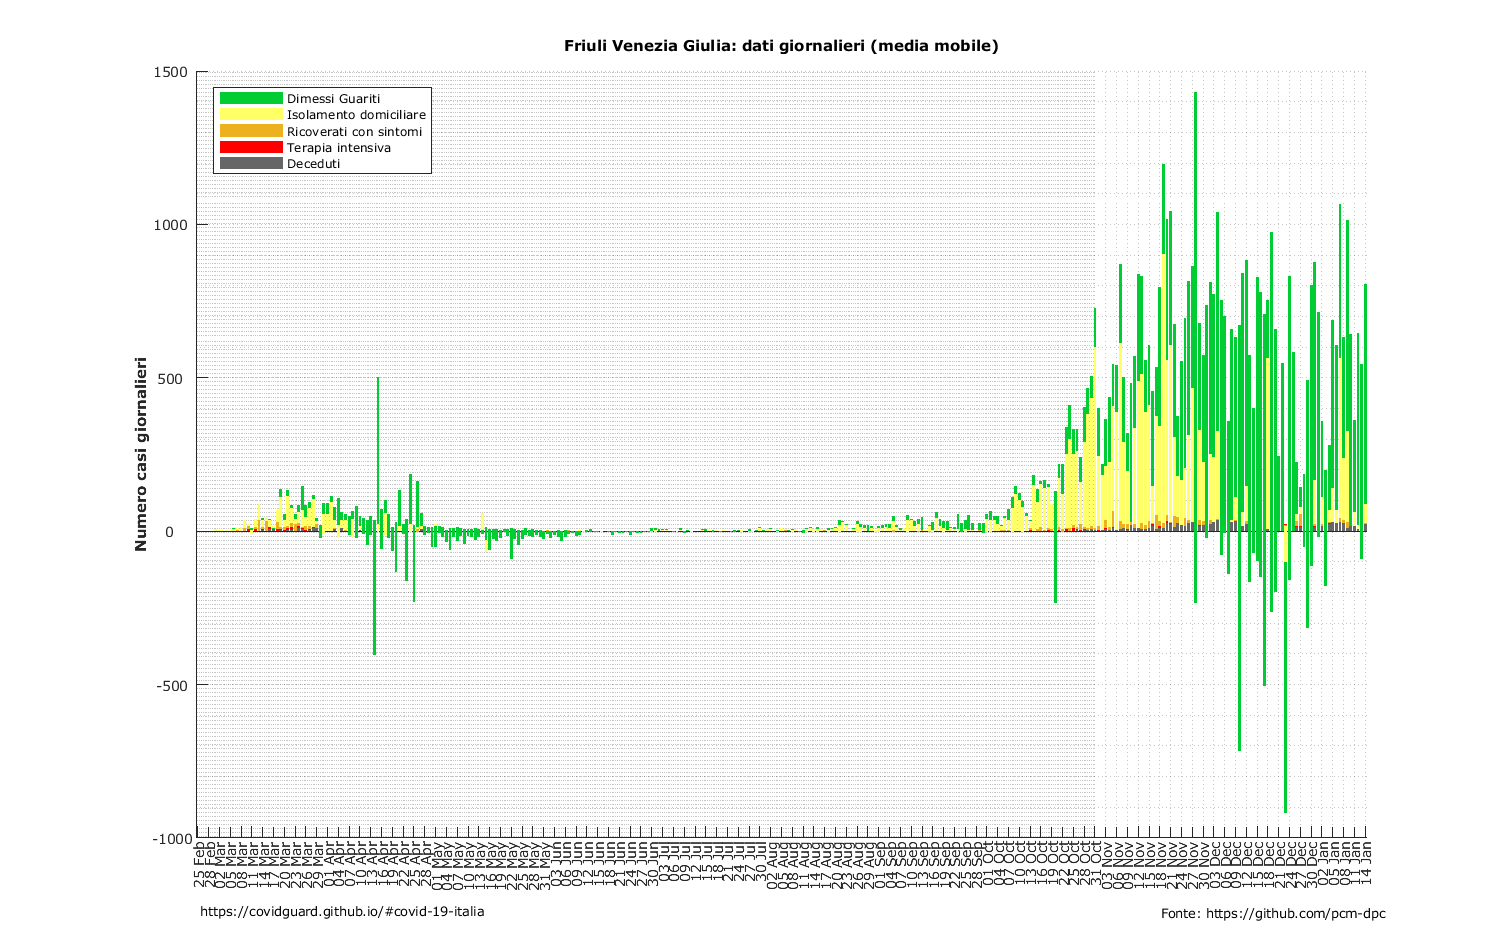 Friuli Venezia Giulia: dati giornalieri (media mobile)
Dimessi Guariti
Isolamento domiciliare
Ricoverati con sintomi
Terapia intensiva
Deceduti
Numero casi giornalieri
1500
1000
500
0
-500
-1000
25 Feb
28 Feb
02 Mar
05 Mar
08 Mar
11 Mar
14 Mar
17 Mar
20 Mar
23 Mar
26 Mar
29 Mar
01 Apr
04 Apr
07 Apr
10 Apr
13 Apr
16 Apr
19 Apr
22 Apr
25 Apr
28 Apr
01 May
04 May
07 May
10 May
13 May
16 May
19 May
22 May
25 May
28 May
31 May
03 Jun
06 Jun
09 Jun
12 Jun
15 Jun
18 Jun
21 Jun
24 Jun
27 Jun
30 Jun
03 Jul
06 Jul
09 Jul
12 Jul
15 Jul
18 Jul
21 Jul
24 Jul
27 Jul
30 Jul
02 Aug
05 Aug
08 Aug
11 Aug
14 Aug
17 Aug
20 Aug
23 Aug
26 Aug
29 Aug
01 Sep
04 Sep
07 Sep
10 Sep
13 Sep
16 Sep
19 Sep
22 Sep
25 Sep
28 Sep
01 Oct
04 Oct
07 Oct
10 Oct
13 Oct
16 Oct
19 Oct
22 Oct
25 Oct
28 Oct
31 Oct
03 Nov
06 Nov
09 Nov
12 Nov
15 Nov
18 Nov
21 Nov
24 Nov
27 Nov
30 Nov
03 Dec
06 Dec
09 Dec
12 Dec
15 Dec
18 Dec
21 Dec
24 Dec
27 Dec
30 Dec
02 Jan
05 Jan
08 Jan
11 Jan
14 Jan
https://covidguard.github.io/#covid-19-italia
Fonte: https://github.com/pcm-dpc